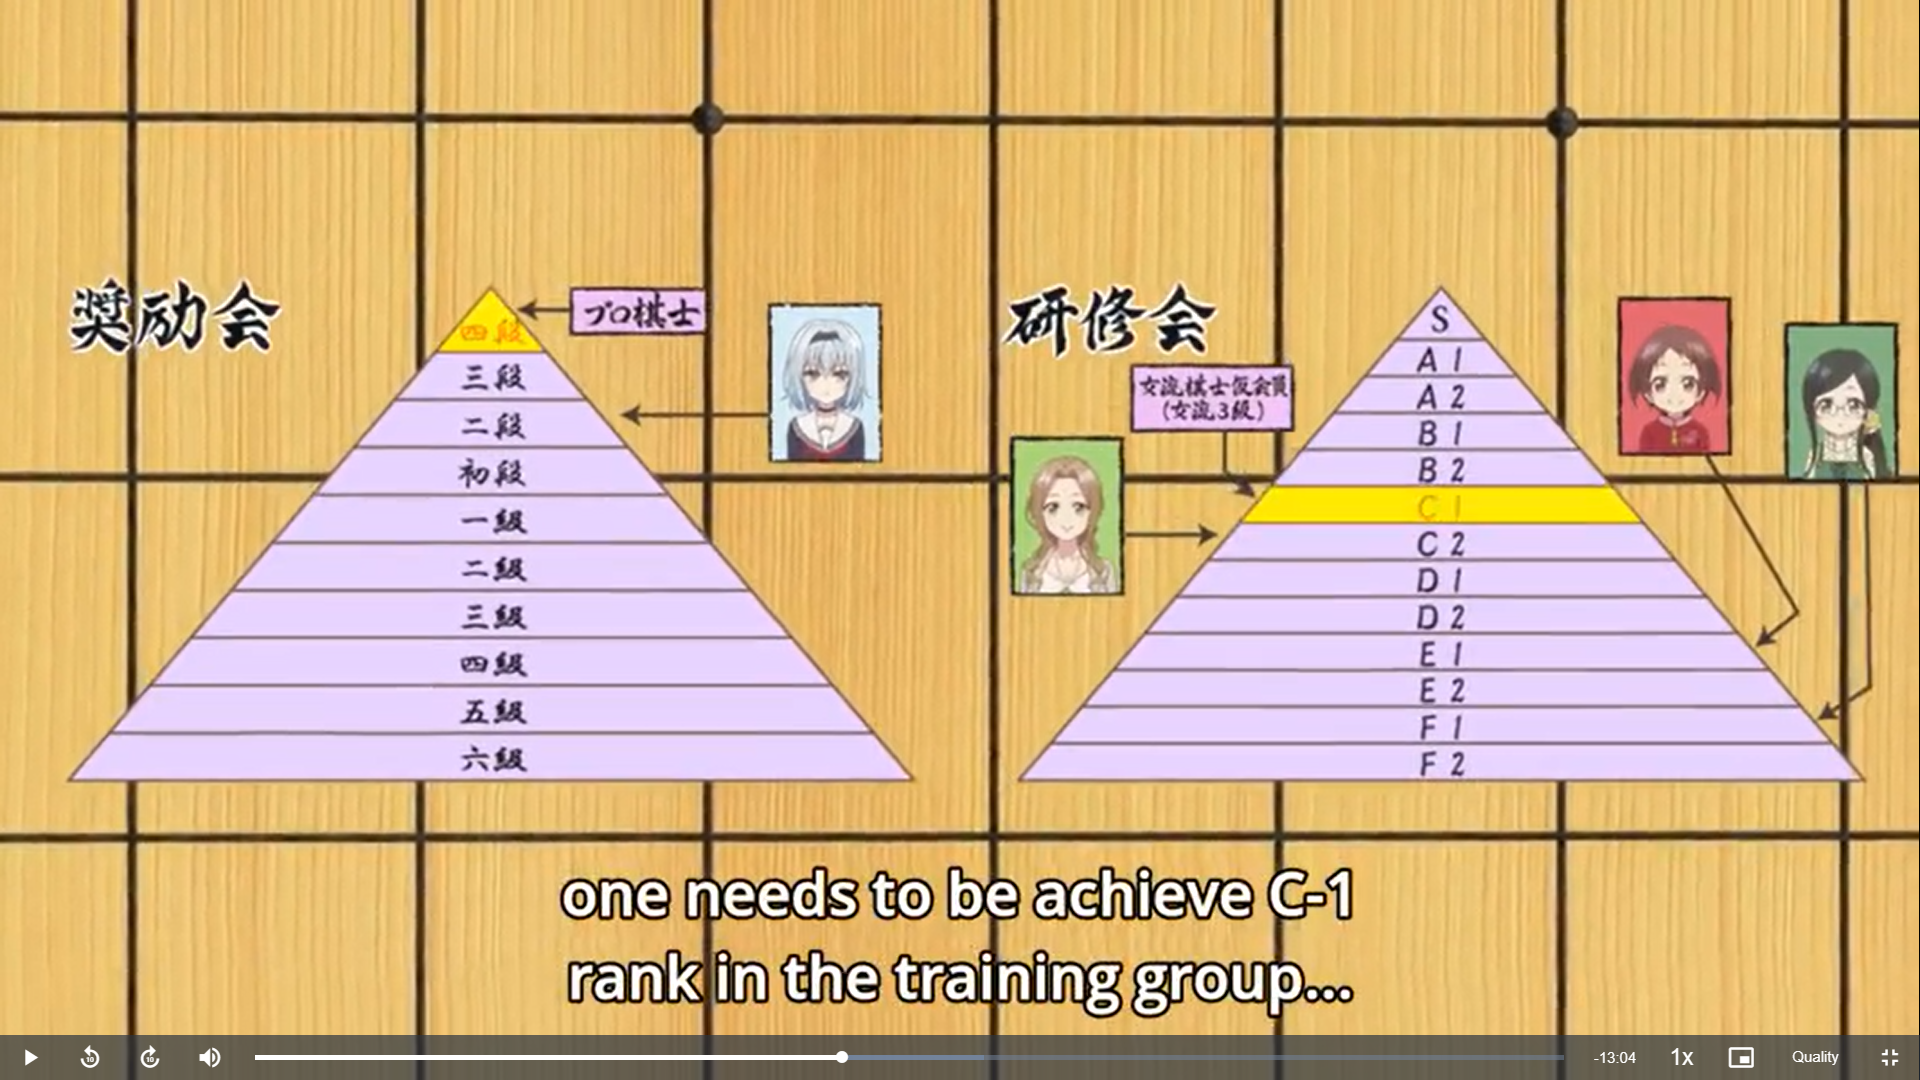 奨励会
プロ棋士
四段
三段
二段
初段
一級
二級
三級
四級
五級
六級
研修会
女流棋士仮会員
(女流3級)
S
A 1
A 2
B 1
B 2
C 1
C 2
D 1
D 2
E 1
E 2
F 1
F 2
one needs to be achieve C-1
rank in the training group...
10
10
-13:04
1x
Quality